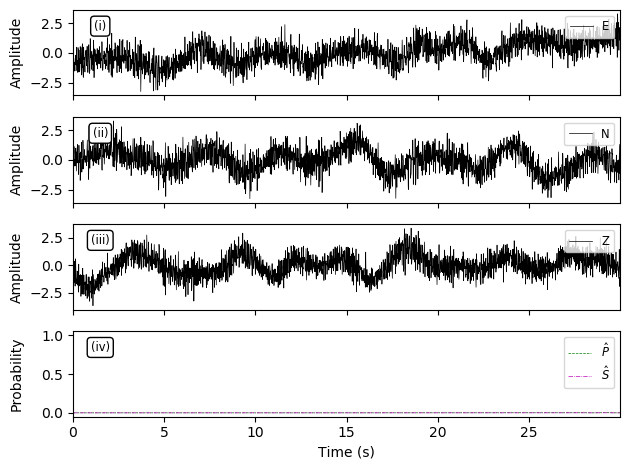 Amplitude
2.5
0.0
−2.5
(i)
E
Amplitude
2.5
0.0
−2.5
(ii)
N
Amplitude
2.5
0.0
−2.5
(iii)
Z
Probability
1.0
0.5
0.0
(iv)
P̂
Ŝ
0 5 10 15 20 25
Time (s)